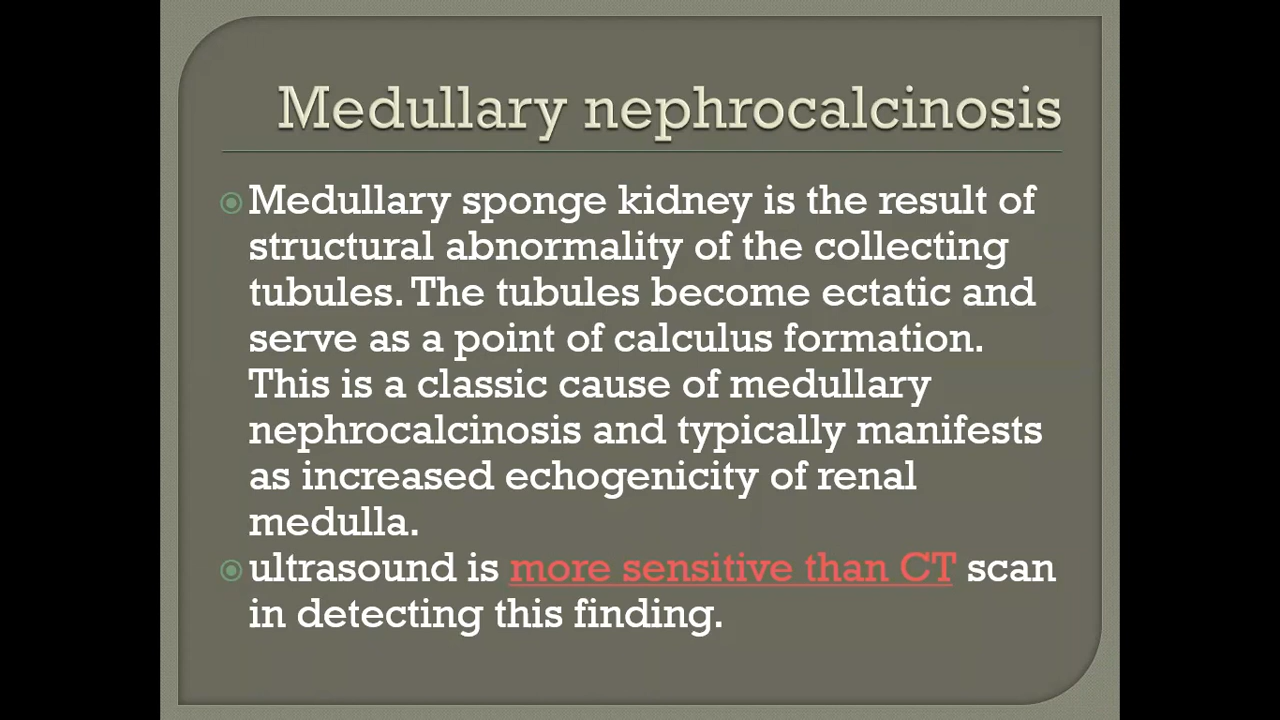 Medullary nephrocalcinosis
Medullary sponge kidney is the result of
structural abnormality of the collecting
tubules. The tubules become ectatic and
serve as a point of calculus formation.
This is a classic cause of medullary
nephrocalcinosis and typically manifests
as increased echogenicity of renal
medulla.
ultrasound is more sensitive than CT scan
in detecting this finding.